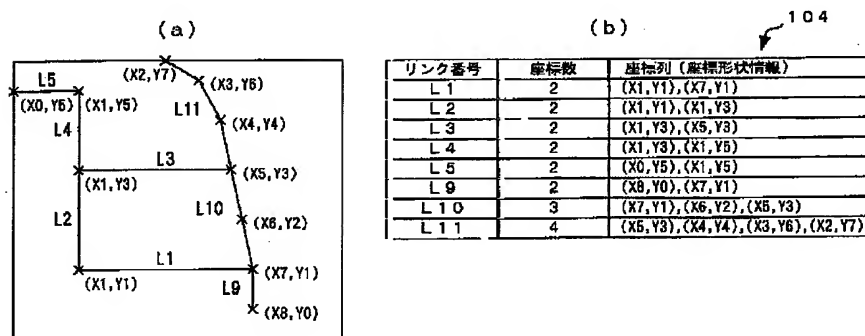 (a)
L5
(X2,Y7)
(X3,Y6)
(X0,Y5)
(X1,Y5)
L11
L4
(X4,Y4)
L3
(X1,Y3)
(X5,Y3)
L2
L10
(X6,Y2)
L1
(X1,Y1)
(X7,Y1)
L9
(X8,Y0)
(b)
104
リンク番号 座標数 座標列(座標形状情報)
L1 2 (X1,Y1),(X7,Y1)
L2 2 (X1,Y1),(X1,Y3)
L3 2 (X1,Y3),(X5,Y3)
L4 2 (X1,Y3),(X1,Y5)
L5 2 (X0,Y5),(X1,Y5)
L9 2 (X8,Y0),(X7,Y1)
L10 3 (X7,Y1),(X6,Y2),(X5,Y3)
L11 4 (X5,Y3),(X4,Y4),(X3,Y6),(X2,Y7)